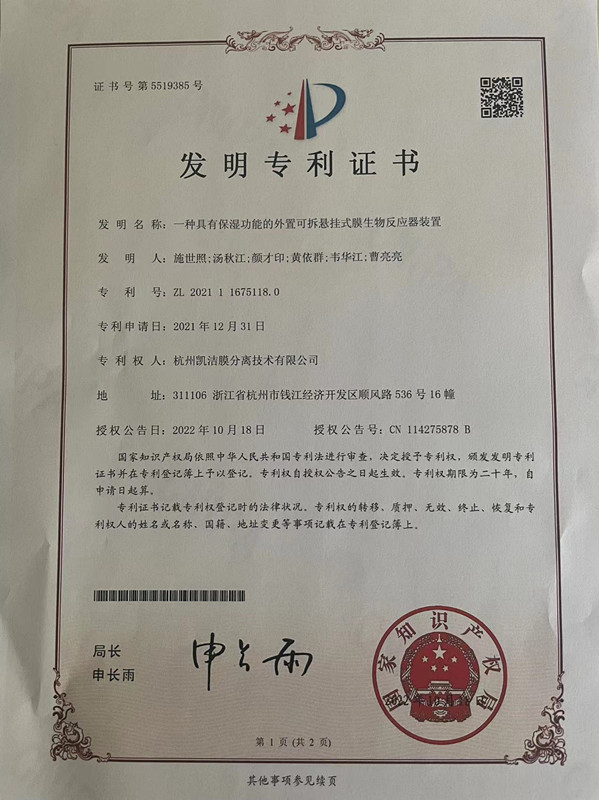 证书号第5519385号
发明专利证书
发明名称：一种具有保湿功能的外置可拆悬挂式膜生物反应器装置
发明人：施世照;汤秋江;颜才印;黄依群;韦华江;曹亮亮
专利号：ZL 2021 1 1675118.0
专利申请日：2021年12月31日
专利权人：杭州凯洁膜分离技术有限公司
地址：311106 浙江省杭州市钱江经济开发区顺风路536号16幢
授权公告日：2022年10月18日 授权公告号：CN 114275878 B
国家知识产权局依照中华人民共和国专利法进行审查，决定授予专利权，颁发发明专利
证书并在专利登记簿上予以登记。专利权自授权公告之日起生效。专利权期限为二十年，自
申请日起算。
专利证书记载专利权登记时的法律状况。专利权的转移、质押、无效、终止、恢复和专
利权人的姓名或名称、国籍、地址变更等事项记载在专利登记簿上。
局长
申长雨
申长雨
国家知识产权局
2022年10月18日
第 1 页 (共 2 页)
其他事项参见续页